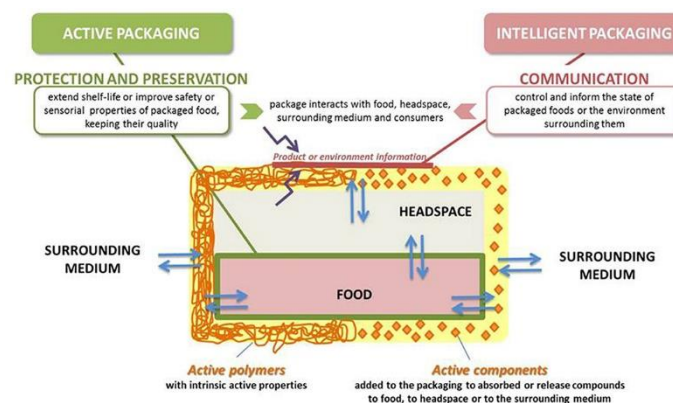 ACTIVE PACKAGING
INTELLIGENT PACKAGING
PROTECTION AND PRESERVATION
COMMUNICATION
extend shelf-life or improve safety or
sensorial properties of packaged food,
keeping their quality
package interacts with food, headspace,
surrounding medium and consumers
control and inform the state of
packaged foods or the environment
surrounding them
Product or environment information
HEADSPACE
SURROUNDING
MEDIUM
SURROUNDING
MEDIUM
FOOD
Active polymers
with intrinsic active properties
Active components
added to the packaging to absorbed or release compounds
to food, to headspace or to the surrounding medium